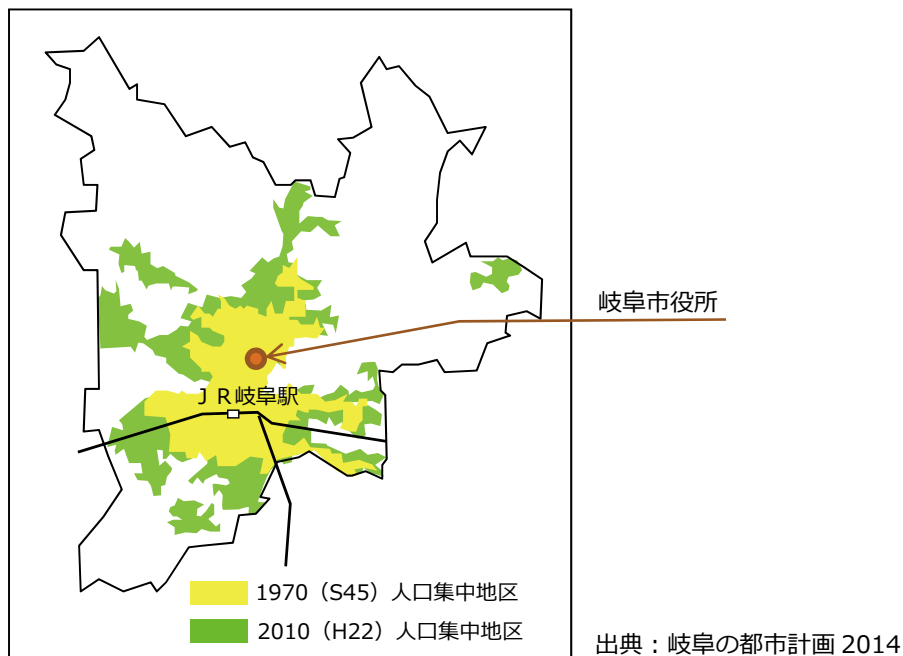 岐阜市役所
ＪＲ岐阜駅
1970（S45）人口集中地区
2010（H22）人口集中地区
出典：岐阜の都市計画 2014